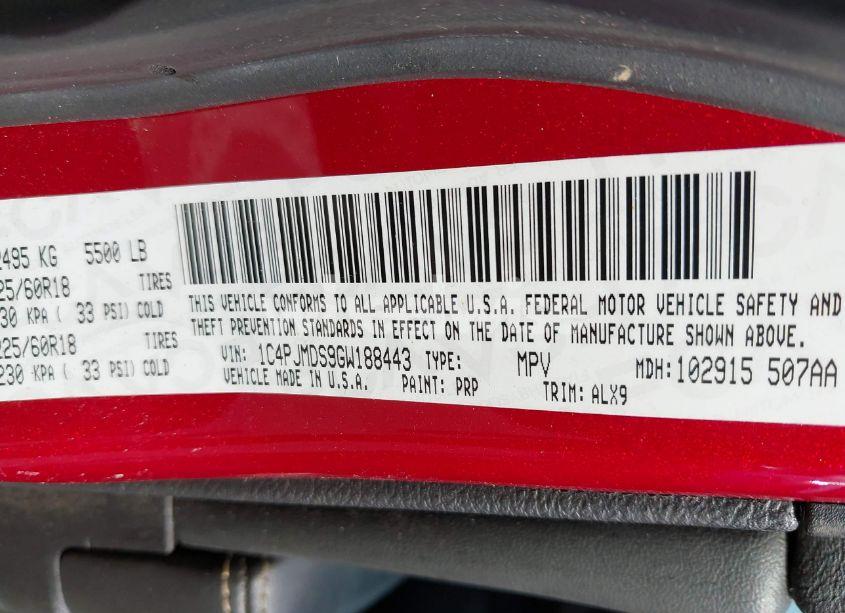 2495 KG 5500 LB
25/60R18 TIRES
30 KPA ( 33 PSI) COLD
225/60R18 TIRES
230 KPA ( 33 PSI) COLD
THIS VEHICLE CONFORMS TO ALL APPLICABLE U.S.A. FEDERAL MOTOR VEHICLE SAFETY AND
THEFT PREVENTION STANDARDS IN EFFECT ON THE DATE OF MANUFACTURE SHOWN ABOVE.
VIN: 1C4PJMDS9GW188443 TYPE: MPV MDH:102915 507AA
VEHICLE MADE IN U.S.A. PAINT: PRP TRIM: ALX9